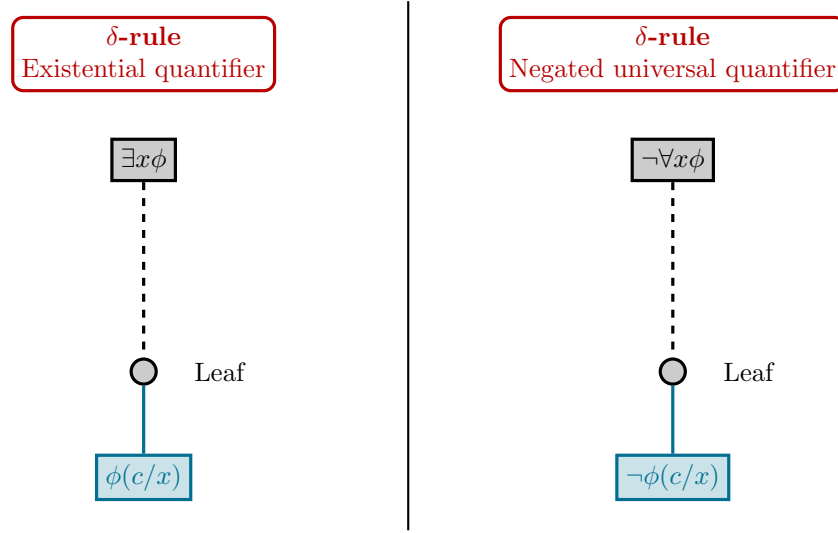 δ-rule
Existential quantifier
∃xϕ
Leaf
ϕ(c/x)
δ-rule
Negated universal quantifier
¬∀xϕ
Leaf
¬ϕ(c/x)